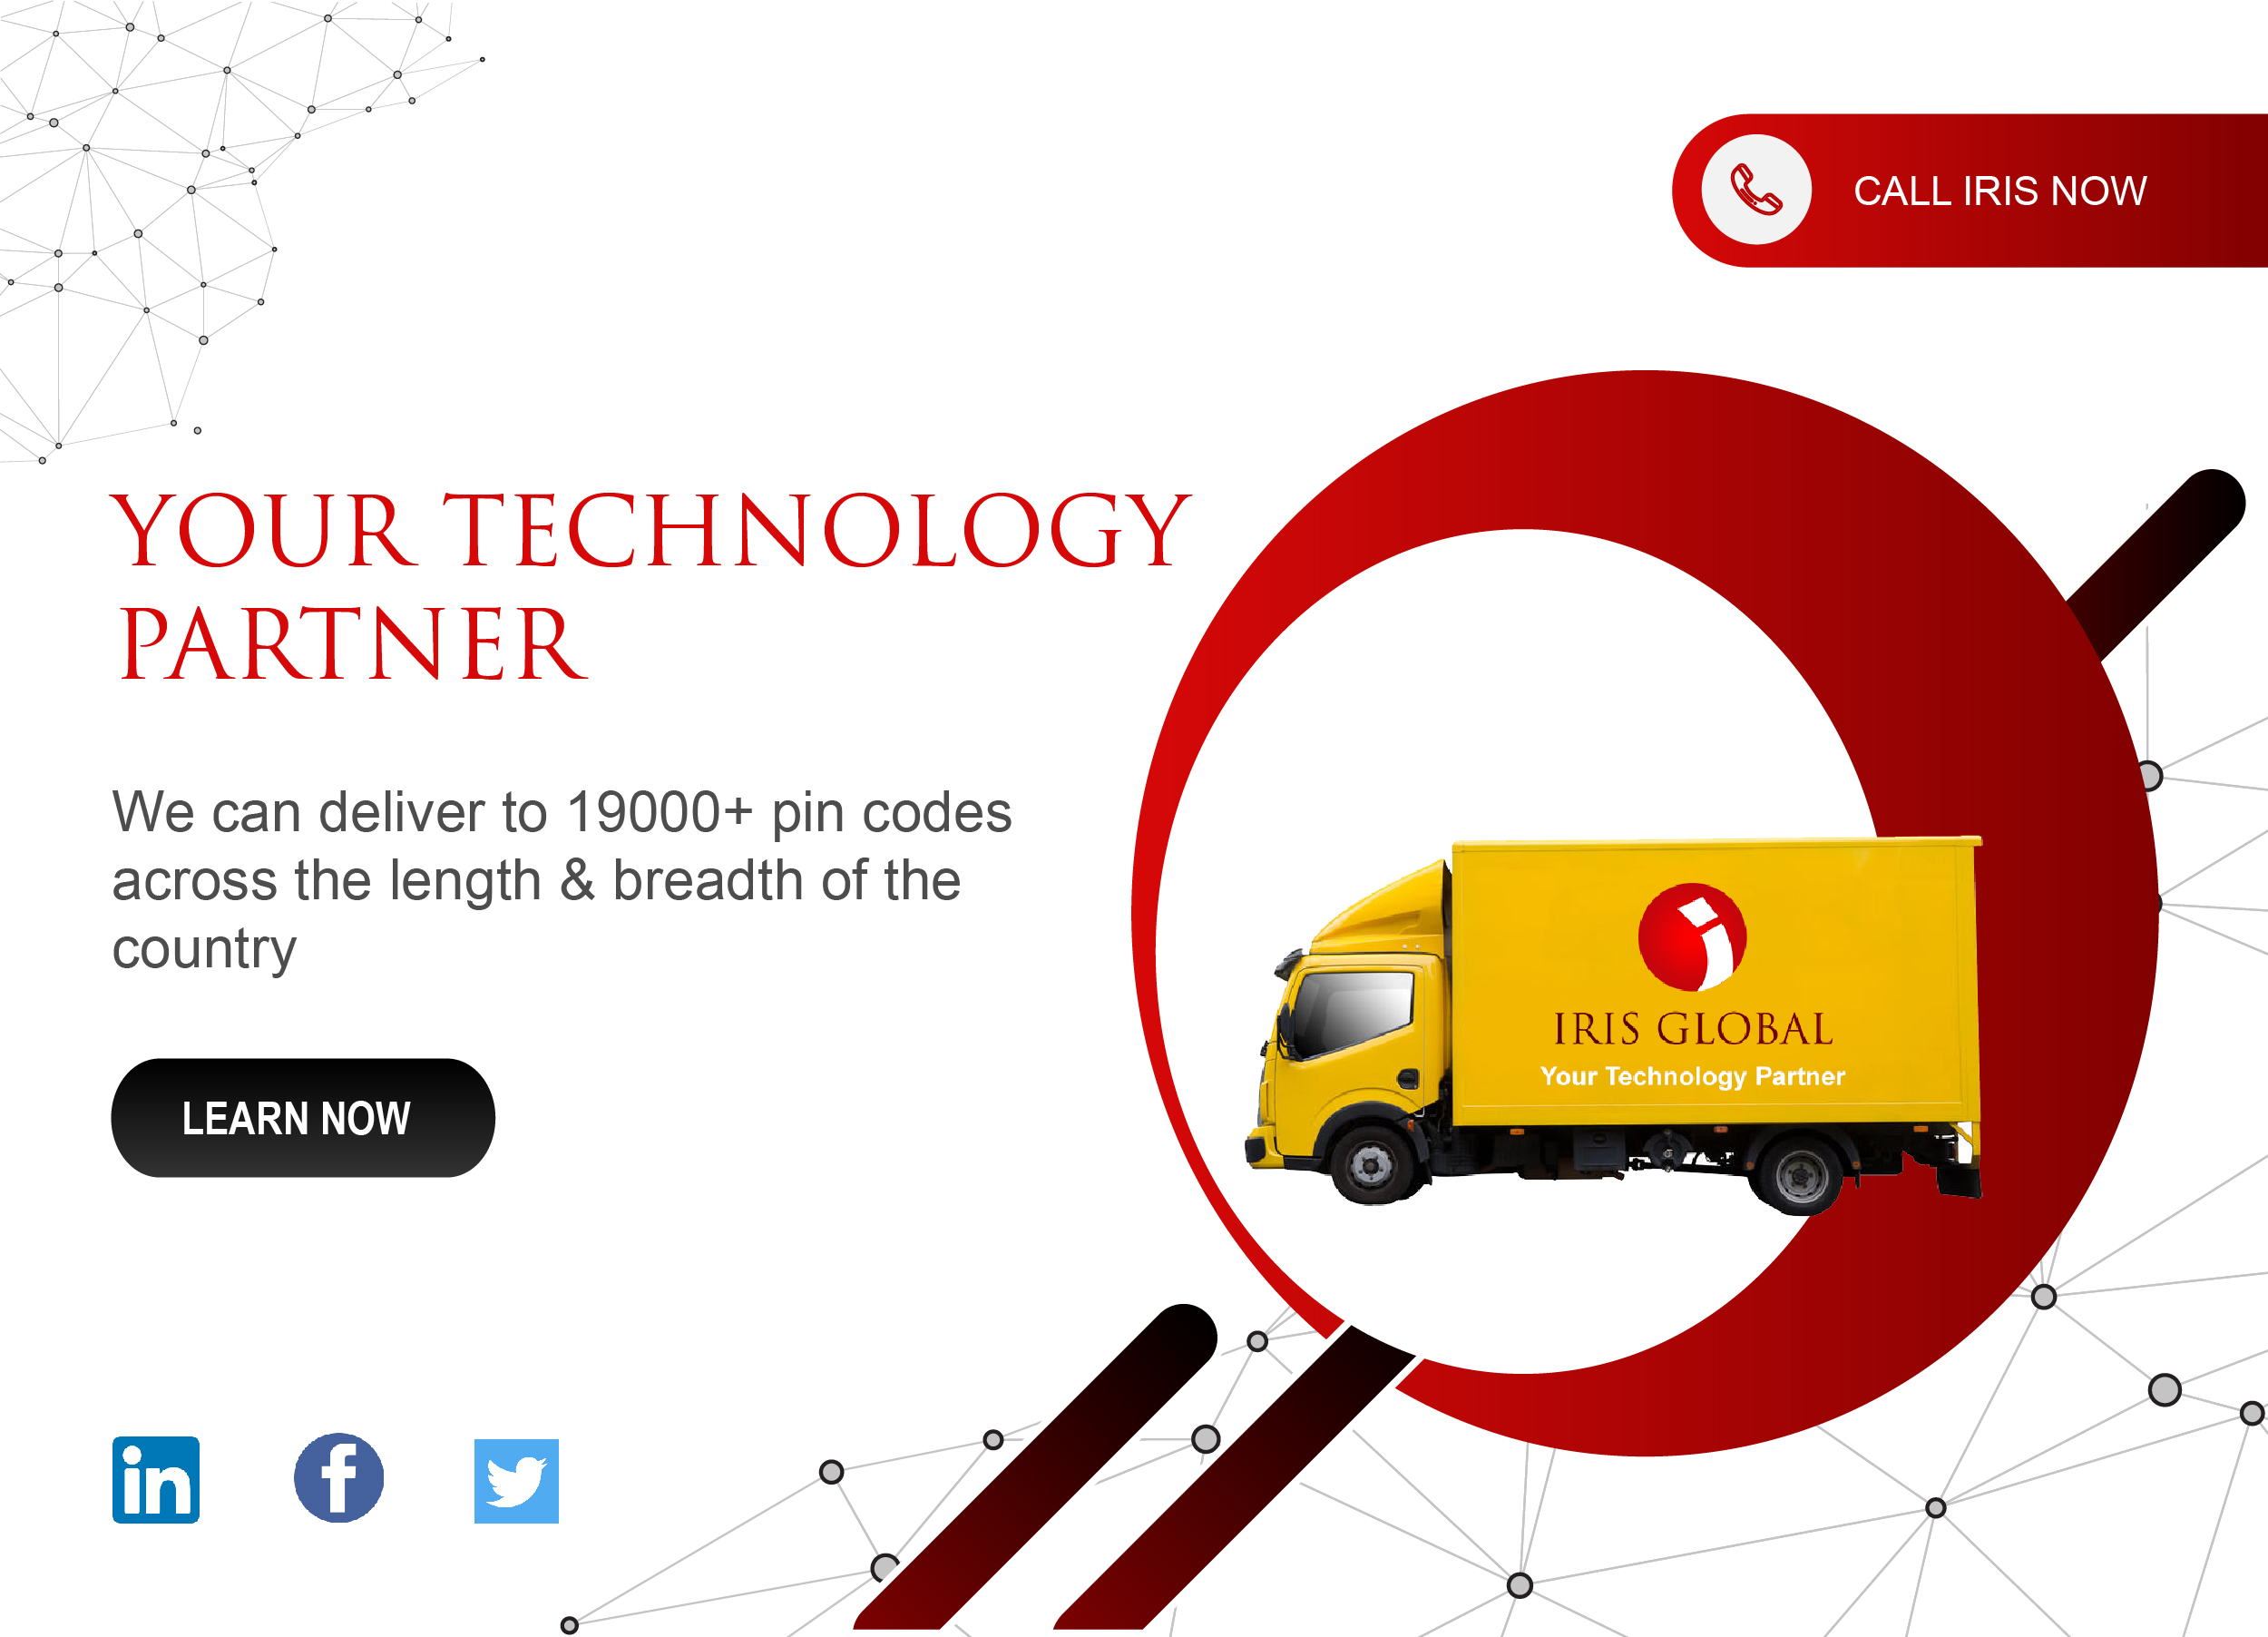 CALL IRIS NOW
YOUR TECHNOLOGY
PARTNER
We can deliver to 19000+ pin codes
across the length & breadth of the
country
IRIS GLOBAL
Your Technology Partner
LEARN NOW
in
f